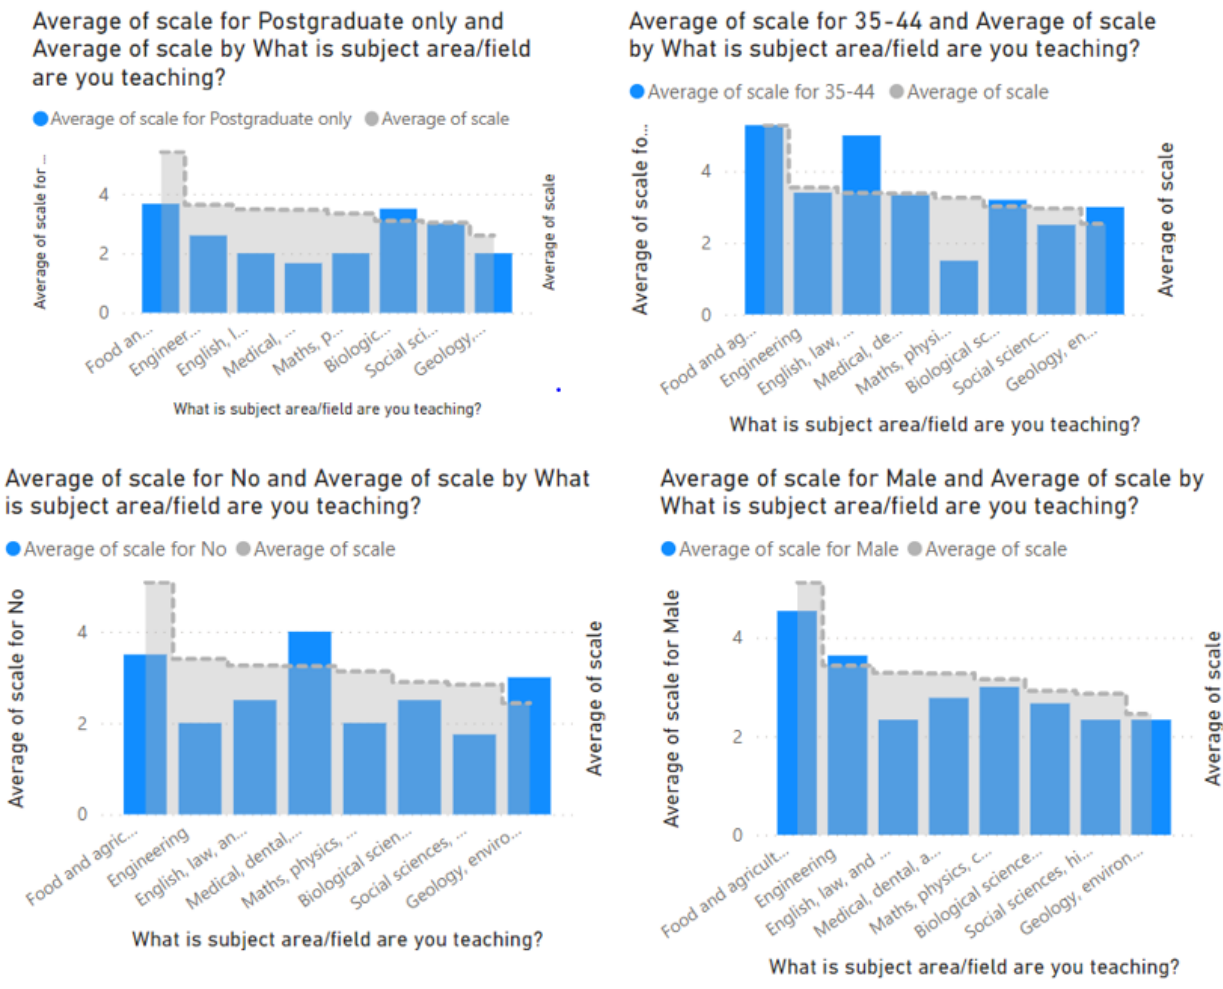 Average of scale for Postgraduate only and
Average of scale by What is subject area/field
are you teaching?
Average of scale for Postgraduate only Average of scale
Average of scale for ...
4
2
0
Average of scale
Food an...
Engineer...
English, l...
Medical, ...
Maths, p...
Biologic...
Social sci...
Geology,...
What is subject area/field are you teaching?
Average of scale for 35-44 and Average of scale
by What is subject area/field are you teaching?
Average of scale for 35-44 Average of scale
Average of scale fo...
4
2
0
Average of scale
Food and ag...
Engineering
English, law, ...
Medical, de...
Maths, physi...
Biological sc...
Social scienc...
Geology, en...
What is subject area/field are you teaching?
Average of scale for No and Average of scale by What
is subject area/field are you teaching?
Average of scale for No Average of scale
Average of scale for No
4
2
0
Average of scale
Food and agric...
Engineering
English, law, an...
Medical, dental,...
Maths, physics, ...
Biological scien...
Social sciences, ...
Geology, enviro...
What is subject area/field are you teaching?
Average of scale for Male and Average of scale by
What is subject area/field are you teaching?
Average of scale for Male Average of scale
Average of scale for Male
4
2
0
Average of scale
Food and agricult...
Engineering
English, law, and ...
Medical, dental, a...
Maths, physics, c...
Biological science...
Social sciences, hi...
Geology, environ...
What is subject area/field are you teaching?